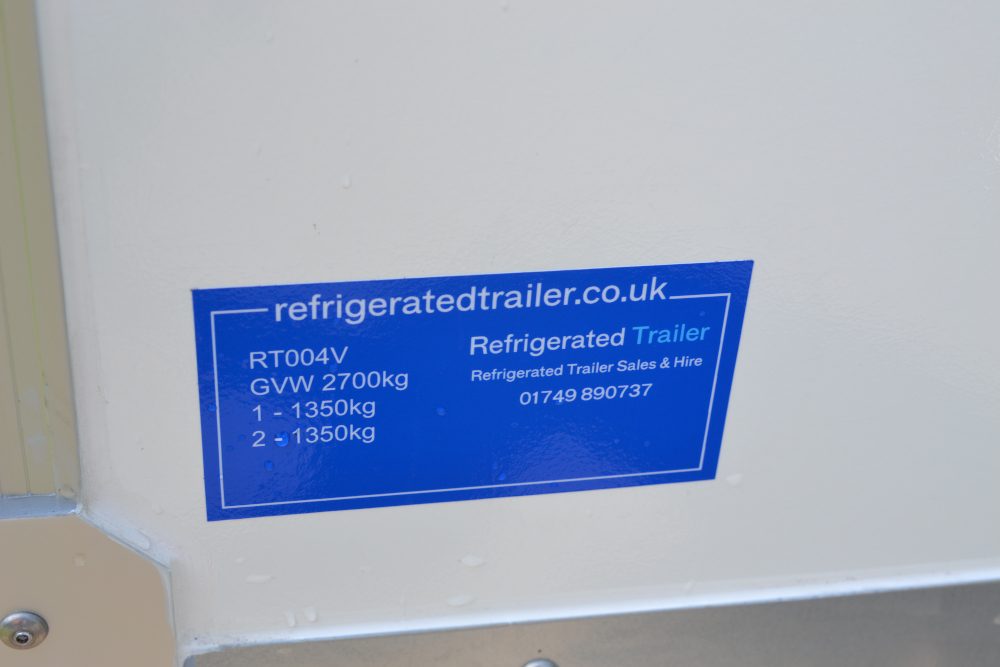 refrigeratedtrailer.co.uk
RT004V
GVW 2700kg
1 - 1350kg
2 - 1350kg
Refrigerated Trailer
Refrigerated Trailer Sales & Hire
01749 890737